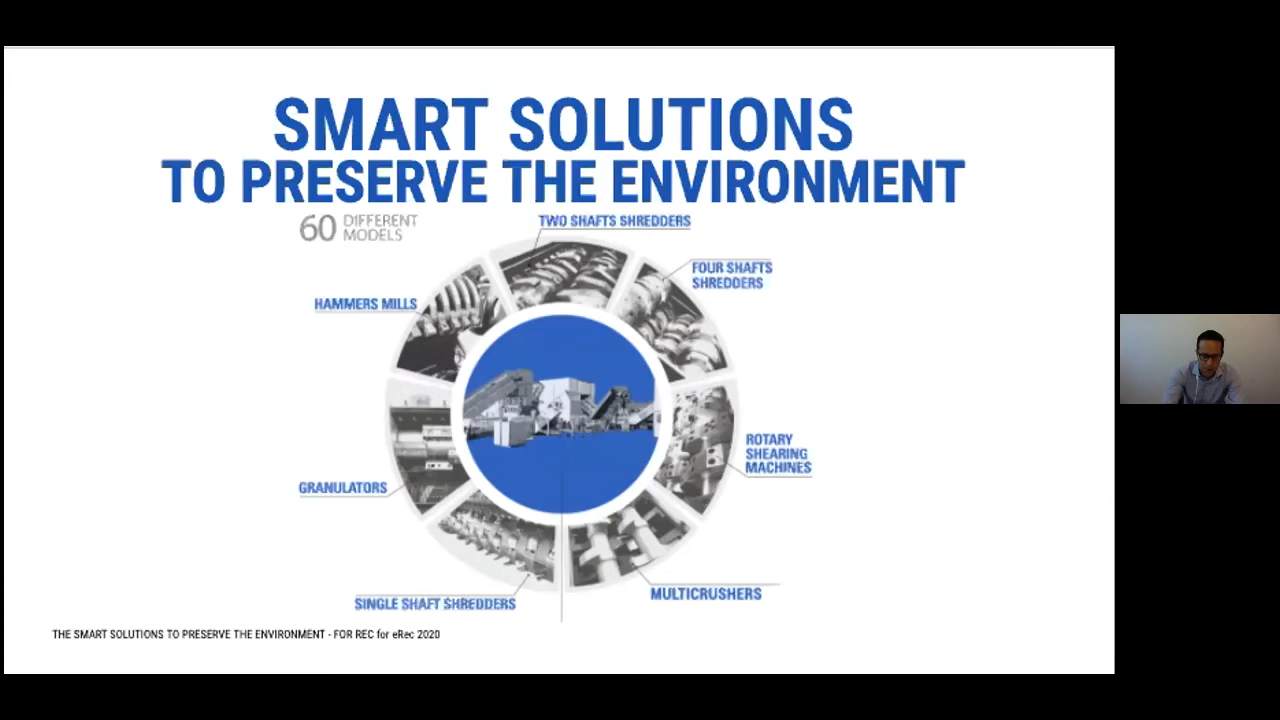 SMART SOLUTIONS
TO PRESERVE THE ENVIRONMENT
60 DIFFERENT
MODELS
TWO SHAFTS SHREDDERS
FOUR SHAFTS
SHREDDERS
HAMMERS MILLS
ROTARY
SHEARING
MACHINES
GRANULATORS
MULTICRUSHERS
SINGLE SHAFT SHREDDERS
THE SMART SOLUTIONS TO PRESERVE THE ENVIRONMENT - FOR REC for eRec 2020